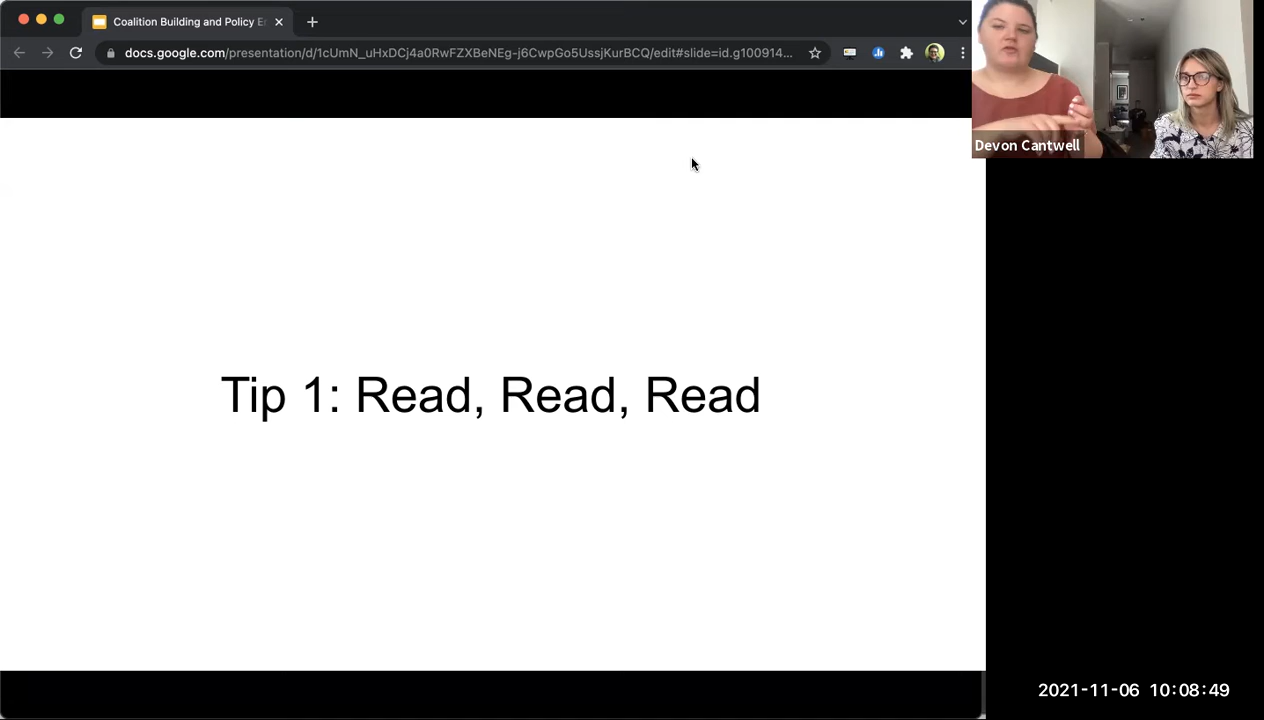 Coalition Building and Policy E
docs.google.com/presentation/d/1cUmN_uHxDCj4a0RwFZXBeNEg-j6CwpGo5UssjKurBCQ/edit#slide=id.g100914...
Devon Cantwell
Tip 1: Read, Read, Read
2021-11-06 10:08:49